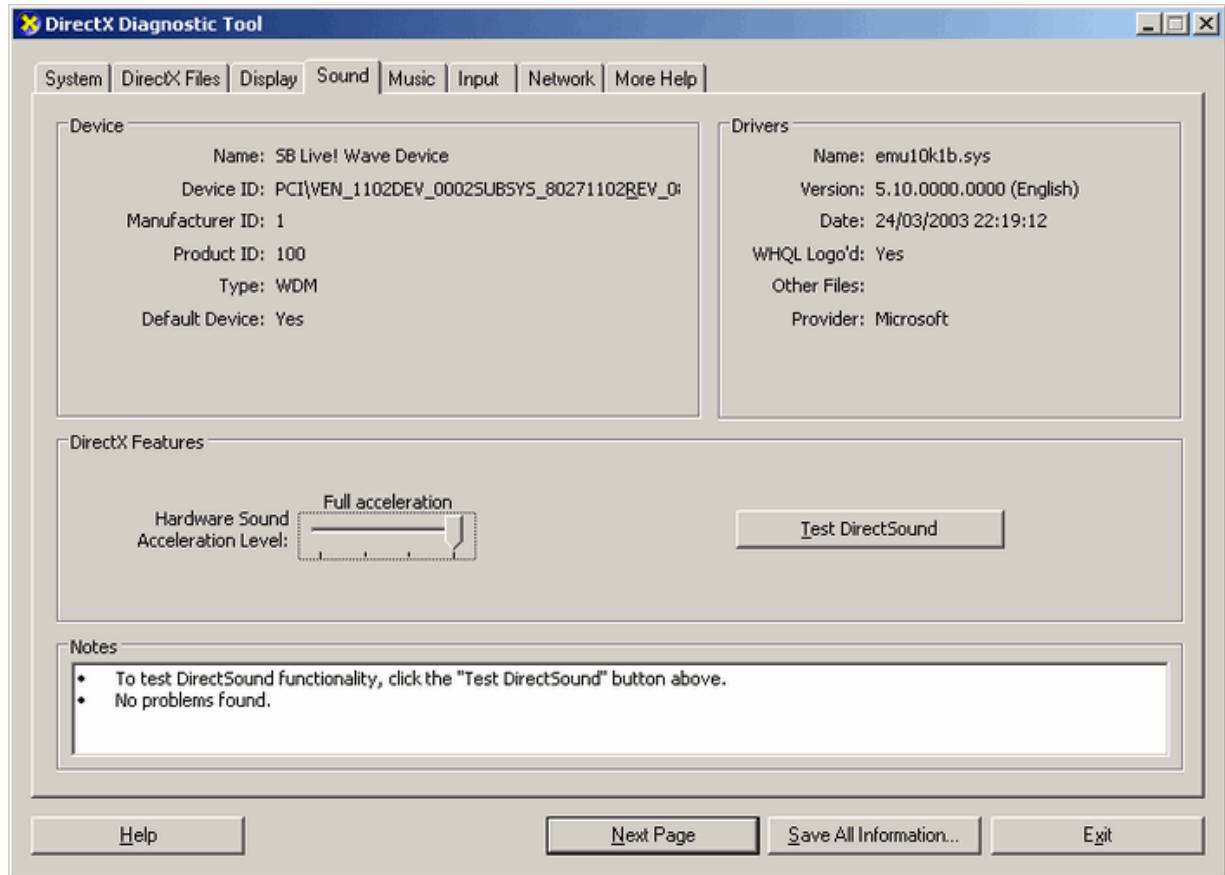 DirectX Diagnostic Tool
System DirectX Files Display Sound Music Input Network More Help
Device
Name: SB Live! Wave Device
Device ID: PCI\VEN_1102DEV_0002SUBSYS_80271102REV_0
Manufacturer ID: 1
Product ID: 100
Type: WDM
Default Device: Yes
Drivers
Name: emu10k1b.sys
Version: 5.10.0000.0000 (English)
Date: 24/03/2003 22:19:12
WHQL Logo'd: Yes
Other Files:
Provider: Microsoft
DirectX Features
Full acceleration
Hardware Sound
Acceleration Level:
Test DirectSound
Notes
• To test DirectSound functionality, click the "Test DirectSound" button above.
• No problems found.
Help Next Page Save All Information... Exit